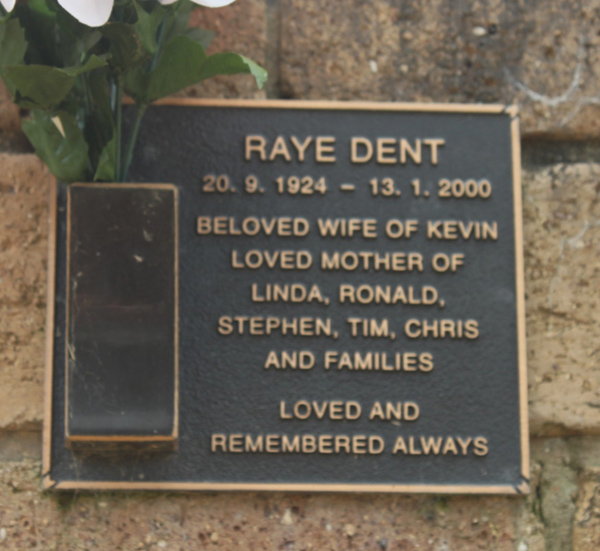 RAYE DENT
20. 9. 1924 – 13. 1. 2000
BELOVED WIFE OF KEVIN
LOVED MOTHER OF
LINDA, RONALD,
STEPHEN, TIM, CHRIS
AND FAMILIES
LOVED AND
REMEMBERED ALWAYS